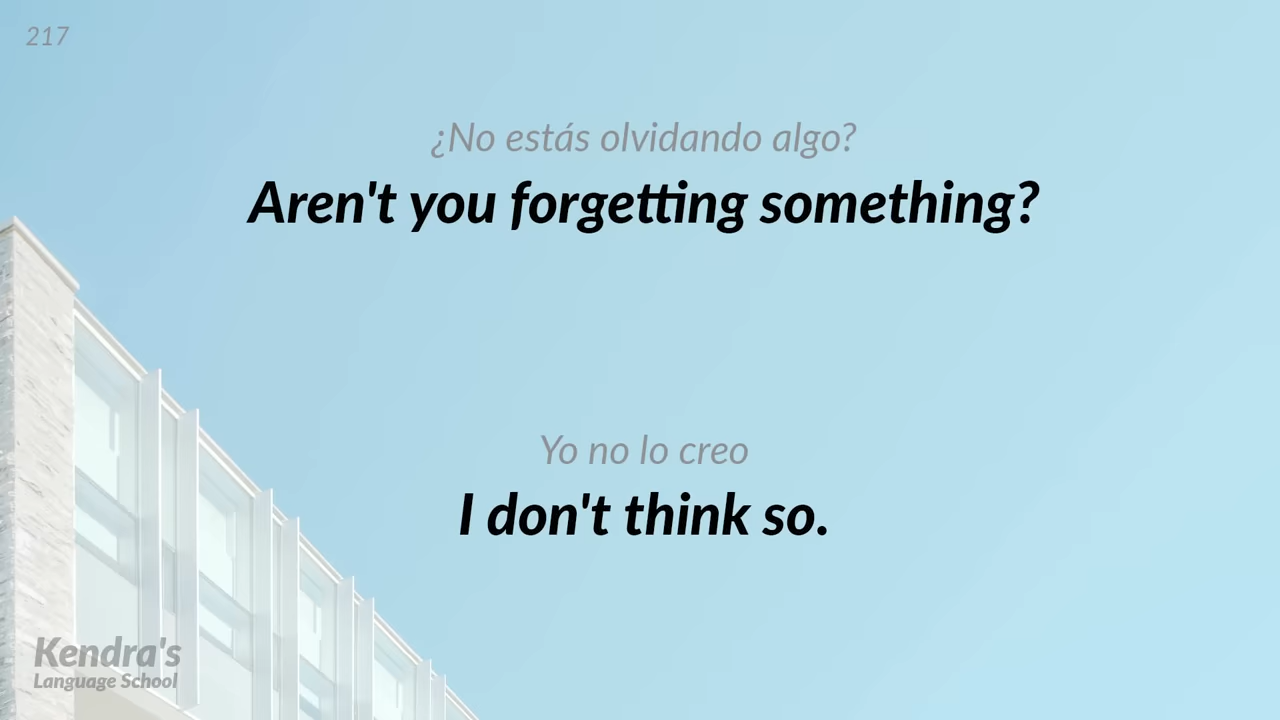 217
¿No estás olvidando algo?
Aren't you forgetting something?
Yo no lo creo
I don't think so.
Kendra's
Language School